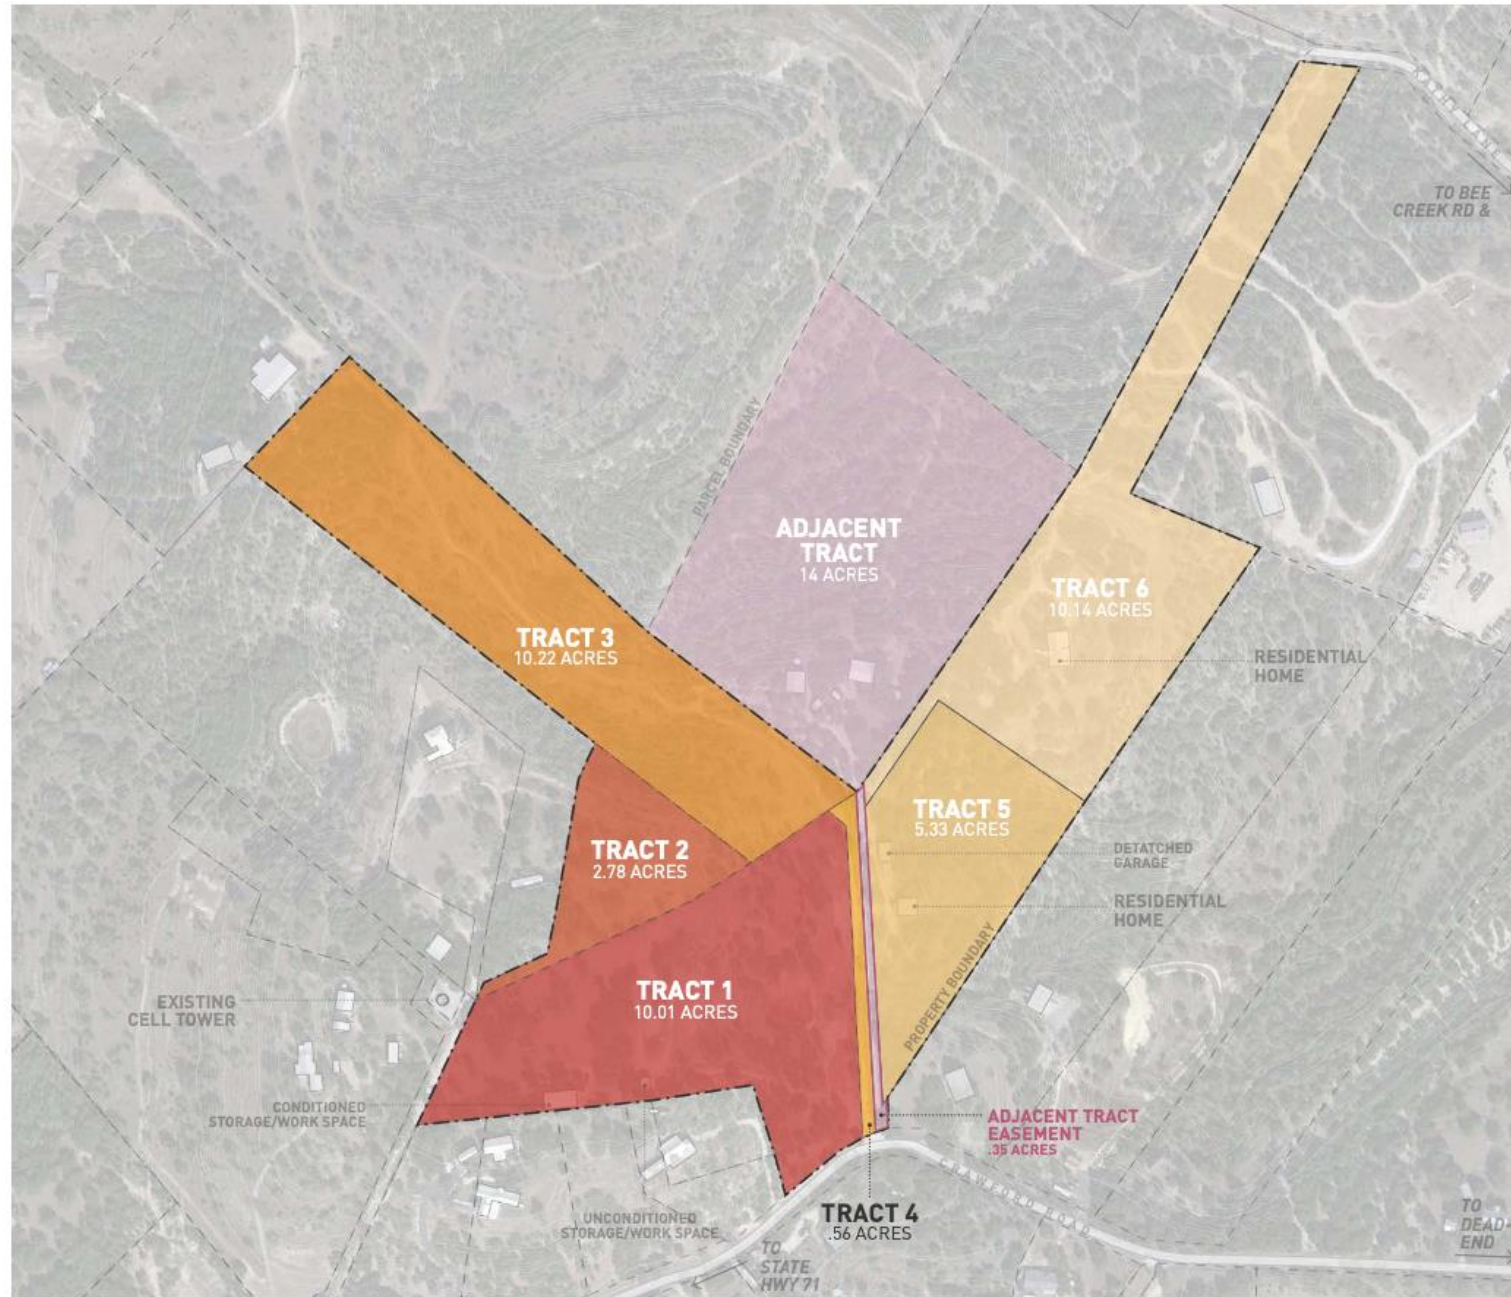 TO BEE
CREEK RD &
PARCEL BOUNDARY
ADJACENT
TRACT
14 ACRES
TRACT 6
10.14 ACRES
TRACT 3
10.22 ACRES
RESIDENTIAL
HOME
TRACT 5
5.33 ACRES
TRACT 2
2.78 ACRES
DETATCHED
GARAGE
RESIDENTIAL
HOME
PROPERTY BOUNDARY
TRACT 1
10.01 ACRES
EXISTING
CELL TOWER
CONDITIONED
STORAGE/WORK SPACE
ADJACENT TRACT
EASEMENT
.35 ACRES
CRAWFORD ROAD
TRACT 4
.56 ACRES
UNCONDITIONED
STORAGE/WORK SPACE
TO
STATE
HWY 71
TO
DEAD-
END